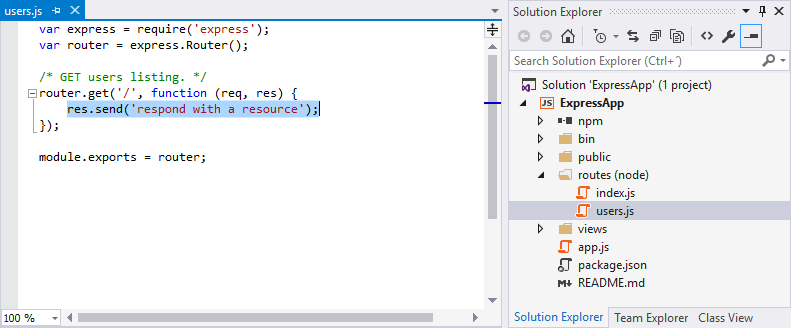 users.js
var express = require('express');
var router = express.Router();
/* GET users listing. */
router.get('/', function (req, res) {
res.send('respond with a resource');
});
module.exports = router;
100 %
Solution Explorer
Search Solution Explorer (Ctrl+´)
Solution 'ExpressApp' (1 project)
JS ExpressApp
npm
bin
public
routes (node)
index.js
users.js
views
app.js
package.json
README.md
Solution Explorer Team Explorer Class View